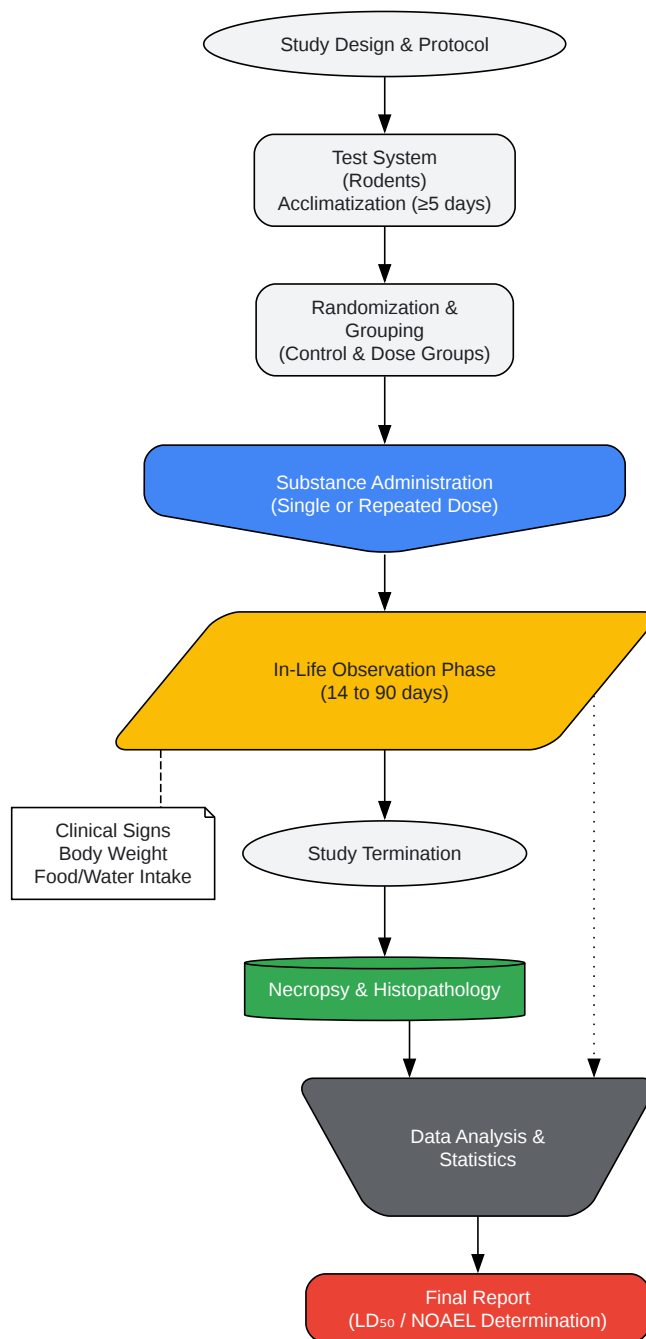 Study Design & Protocol
Test System
(Rodents)
Acclimatization (≥5 days)
Randomization &
Grouping
(Control & Dose Groups)
Substance Administration
(Single or Repeated Dose)
In-Life Observation Phase
(14 to 90 days)
Clinical Signs
Body Weight
Food/Water Intake
Study Termination
Necropsy & Histopathology
Data Analysis &
Statistics
Final Report
(LD₅₀ / NOAEL Determination)